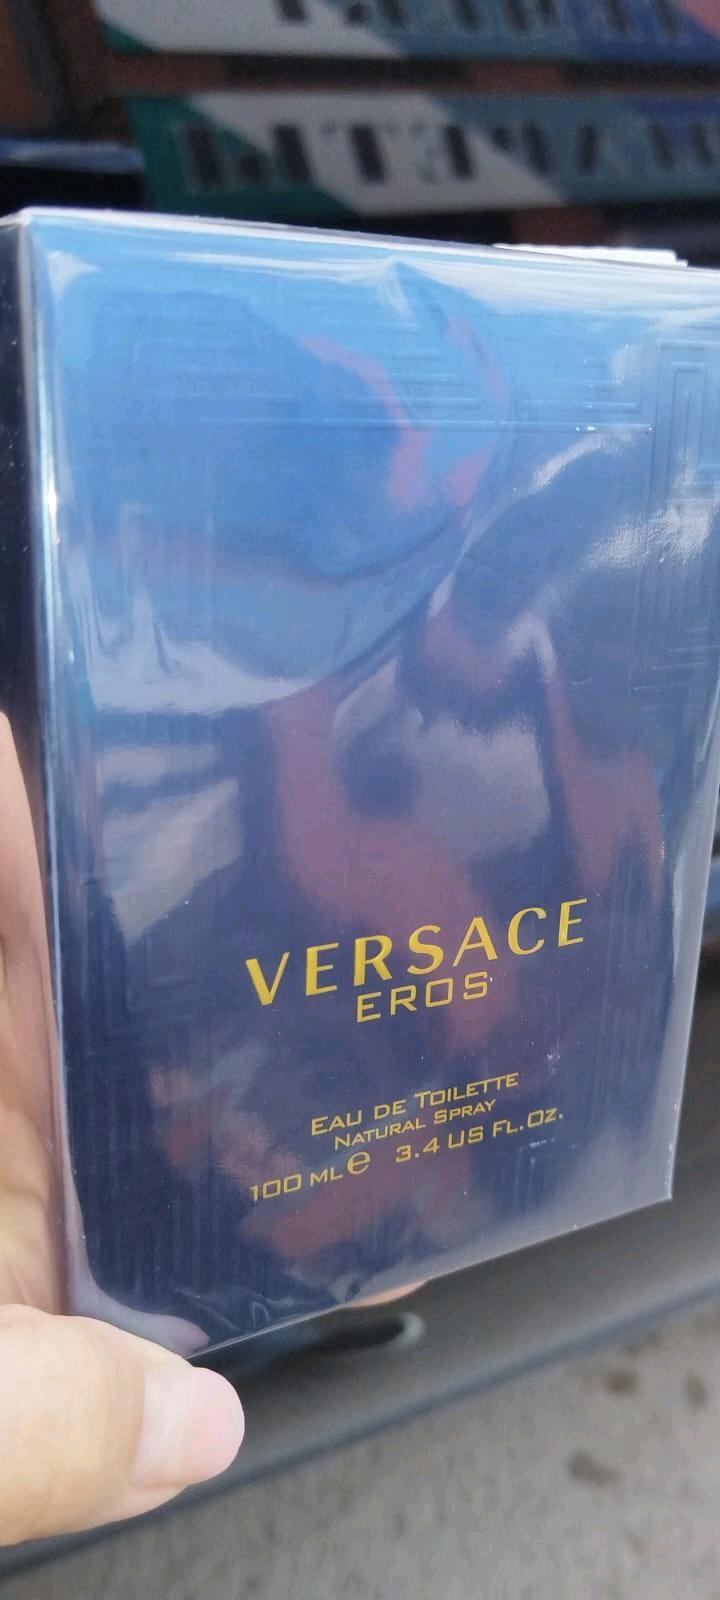 VERSACE
EROS
EAU DE TOILETTE
NATURAL SPRAY
100 ML e 3.4 US FL.OZ.